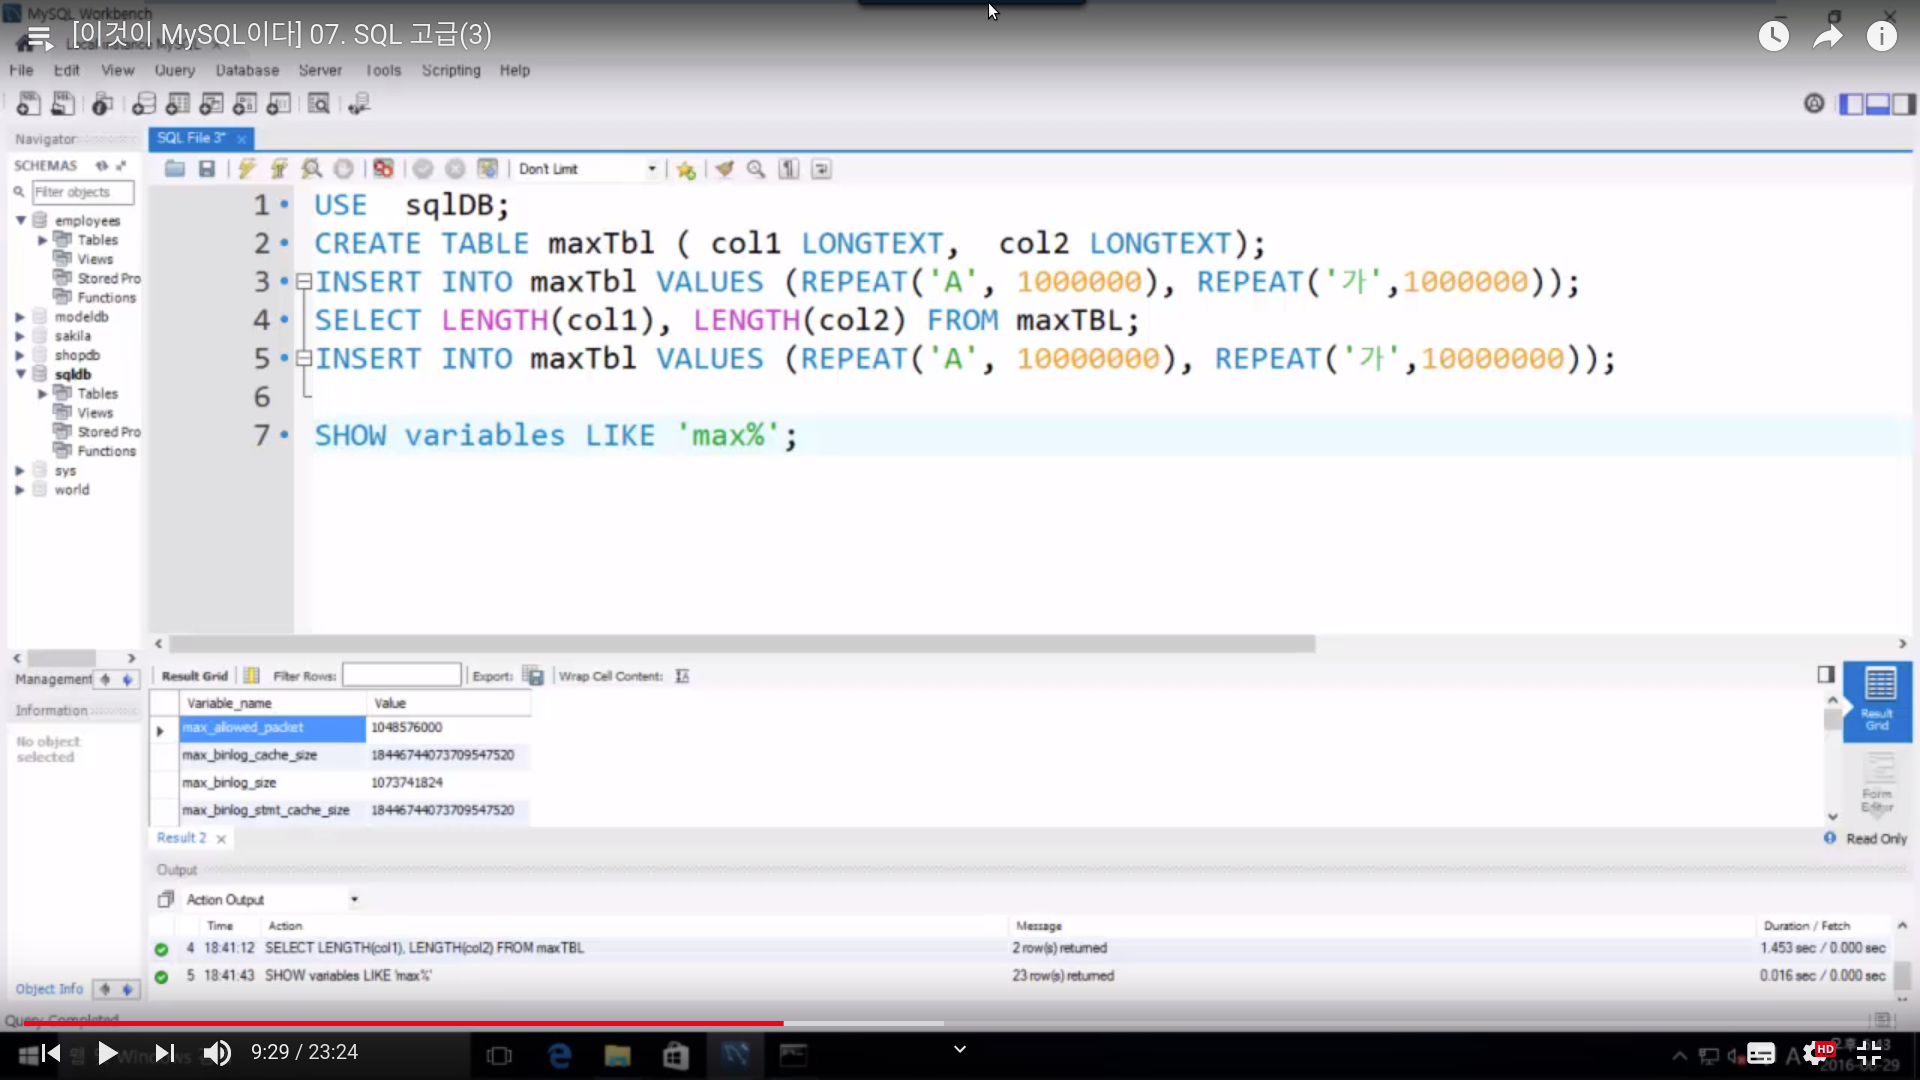 MySQL Workbench
[이것이 MySQL이다] 07. SQL 고급(3)
File Edit View Query Database Server Tools Scripting Help
Navigator
SQL File 3*
SCHEMAS
Don't Limit
Filter objects
employees
Tables
Views
Stored Pro
Functions
modeldb
sakila
shopdb
sqldb
Tables
Views
Stored Pro
Functions
sys
world
1 USE  sqlDB;
2 CREATE TABLE maxTbl ( col1 LONGTEXT,  col2 LONGTEXT);
3 INSERT INTO maxTbl VALUES (REPEAT('A', 1000000), REPEAT('가',1000000));
4 SELECT LENGTH(col1), LENGTH(col2) FROM maxTBL;
5 INSERT INTO maxTbl VALUES (REPEAT('A', 10000000), REPEAT('가',10000000));
6
7 SHOW variables LIKE 'max%';
Management
Information
No object
selected
Result Grid Filter Rows: Export: Wrap Cell Content:
Variable_name Value
max_allowed_packet 1048576000
max_binlog_cache_size 18446744073709547520
max_binlog_size 1073741824
max_binlog_stmt_cache_size 18446744073709547520
Result
Grid
Form
Editor
Result 2
Read Only
Output
Action Output
Time Action Message Duration / Fetch
4 18:41:12 SELECT LENGTH(col1), LENGTH(col2) FROM maxTBL 2 row(s) returned 1.453 sec / 0.000 sec
5 18:41:43 SHOW variables LIKE 'max%' 23 row(s) returned 0.016 sec / 0.000 sec
Object Info
Query Completed
9:29 / 23:24
HD